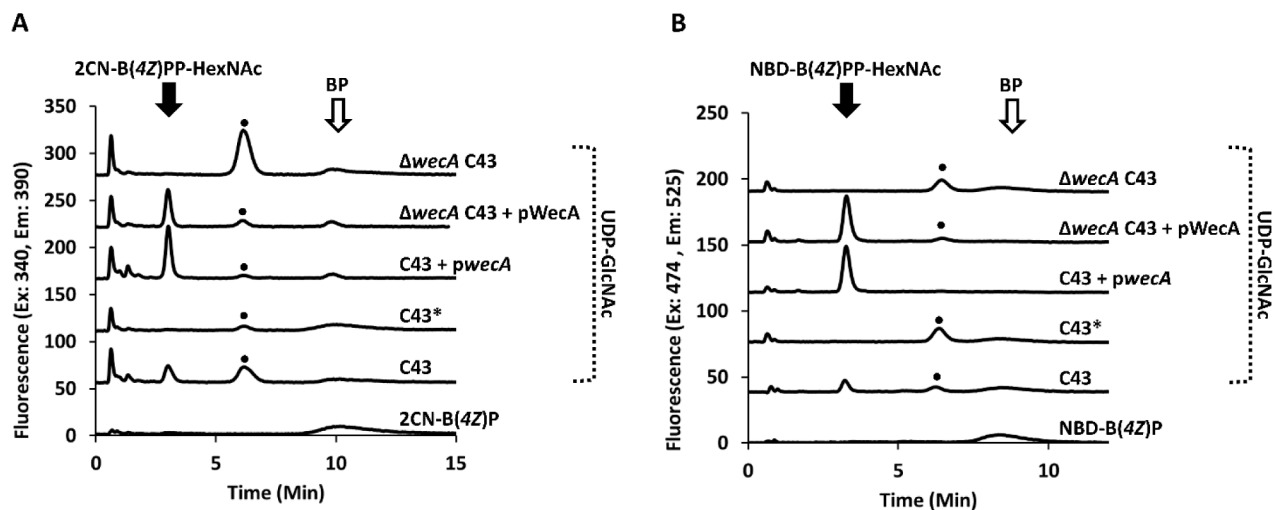 A
2CN-B(4Z)PP-HexNAc
BP
Fluorescence (Ex: 340, Em: 390)
350
300
250
200
150
100
50
0
ΔwecA C43
ΔwecA C43 + pWecA
C43 + pwecA
C43*
C43
2CN-B(4Z)P
UDP-GlcNAc
0
5
10
15
Time (Min)
B
NBD-B(4Z)PP-HexNAc
BP
Fluorescence (Ex: 474 , Em: 525)
250
200
150
100
50
0
ΔwecA C43
ΔwecA C43 + pWecA
C43 + pwecA
C43*
C43
NBD-B(4Z)P
UDP-GlcNAc
0
5
10
Time (Min)